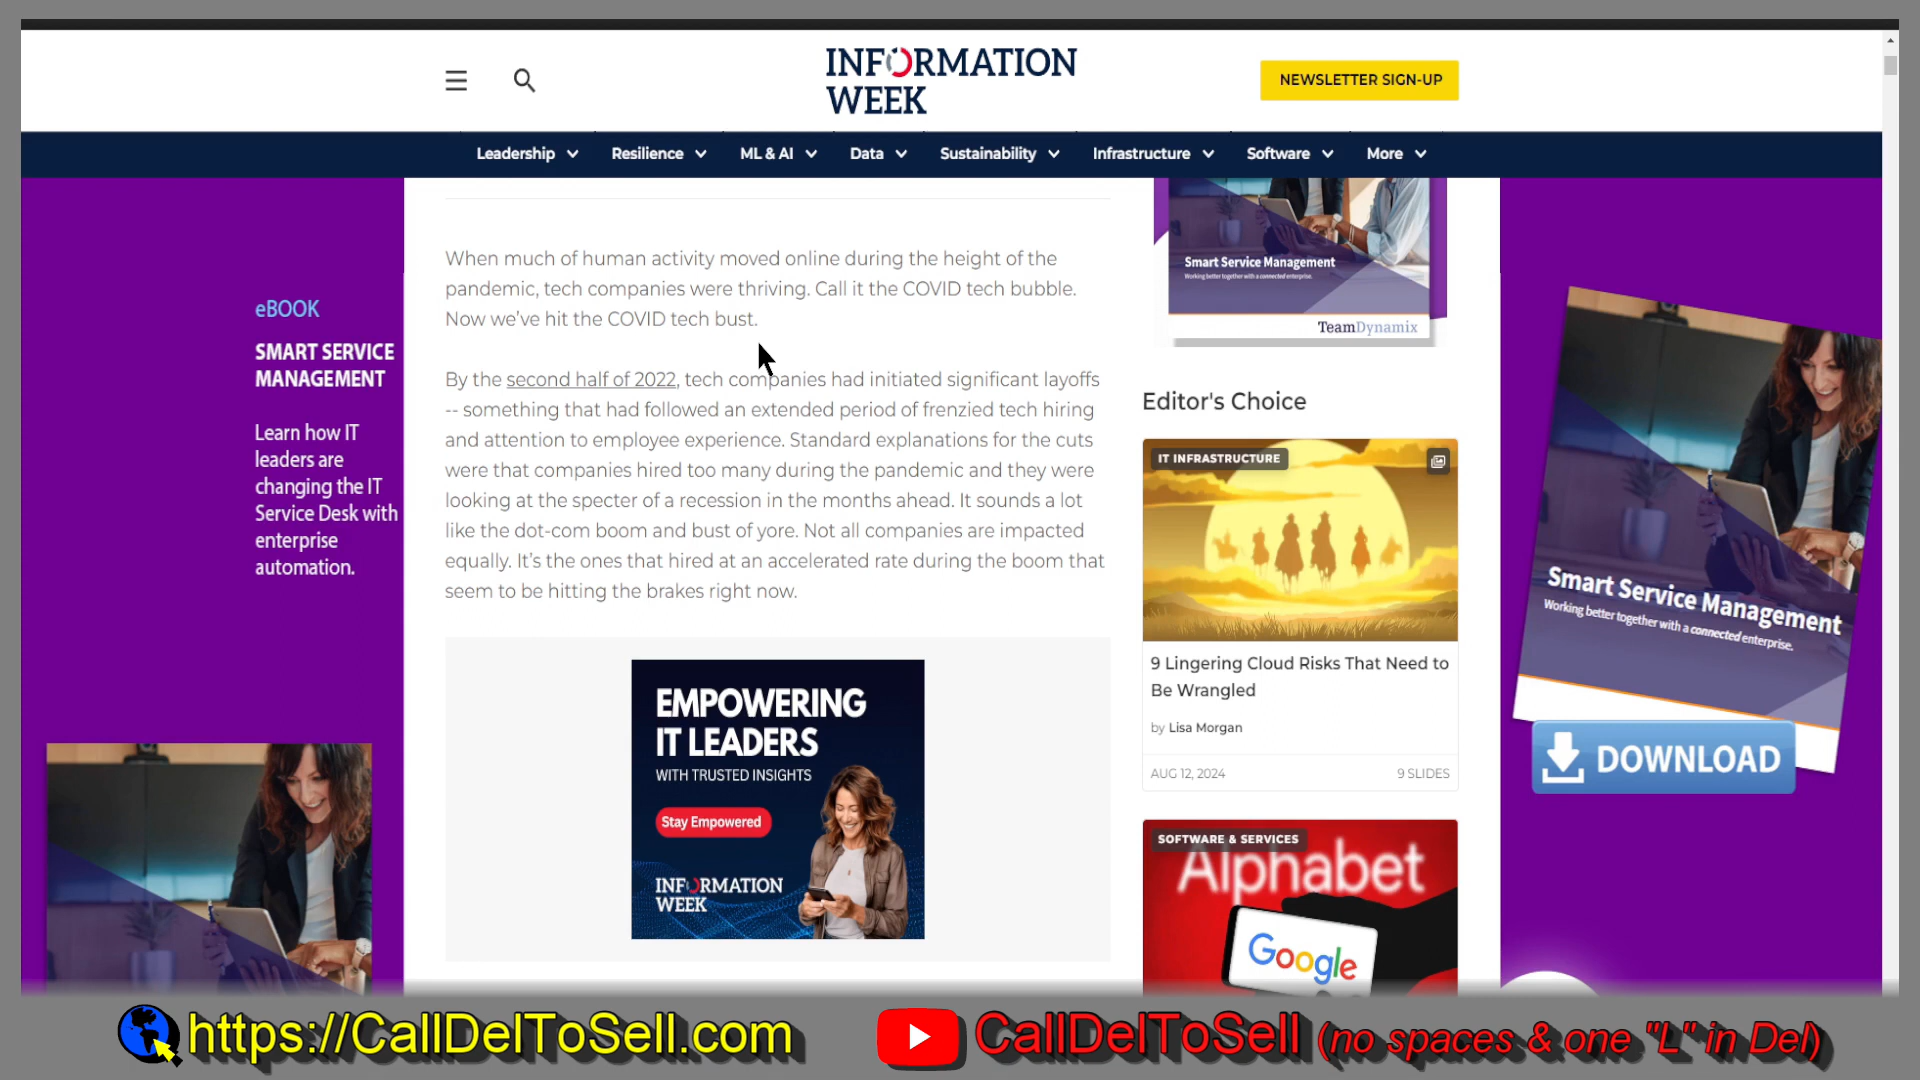 INFORMATION
WEEK
NEWSLETTER SIGN-UP
Leadership
Resilience
ML & AI
Data
Sustainability
Infrastructure
Software
More
eBOOK
SMART SERVICE
MANAGEMENT
Learn how IT
leaders are
changing the IT
Service Desk with
enterprise
automation.
When much of human activity moved online during the height of the
pandemic, tech companies were thriving. Call it the COVID tech bubble.
Now we've hit the COVID tech bust.
By the second half of 2022, tech companies had initiated significant layoffs
-- something that had followed an extended period of frenzied tech hiring
and attention to employee experience. Standard explanations for the cuts
were that companies hired too many during the pandemic and they were
looking at the specter of a recession in the months ahead. It sounds a lot
like the dot-com boom and bust of yore. Not all companies are impacted
equally. It's the ones that hired at an accelerated rate during the boom that
seem to be hitting the brakes right now.
EMPOWERING
IT LEADERS
WITH TRUSTED INSIGHTS
Stay Empowered
INFORMATION
WEEK
Smart Service Management
Working better together with a connected enterprise.
TeamDynamix
Editor's Choice
IT INFRASTRUCTURE
9 Lingering Cloud Risks That Need to
Be Wrangled
by Lisa Morgan
AUG 12, 2024
9 SLIDES
SOFTWARE & SERVICES
Alphabet
Google
Smart Service Management
Working better together with a connected enterprise.
DOWNLOAD
https://CallDelToSell.com
CallDelToSell (no spaces & one "L" in Del)